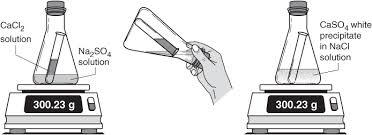 CaCl2
solution
Na2SO4
solution
300.23 g
CaSO4 white
precipitate
in NaCl
solution
300.23 g